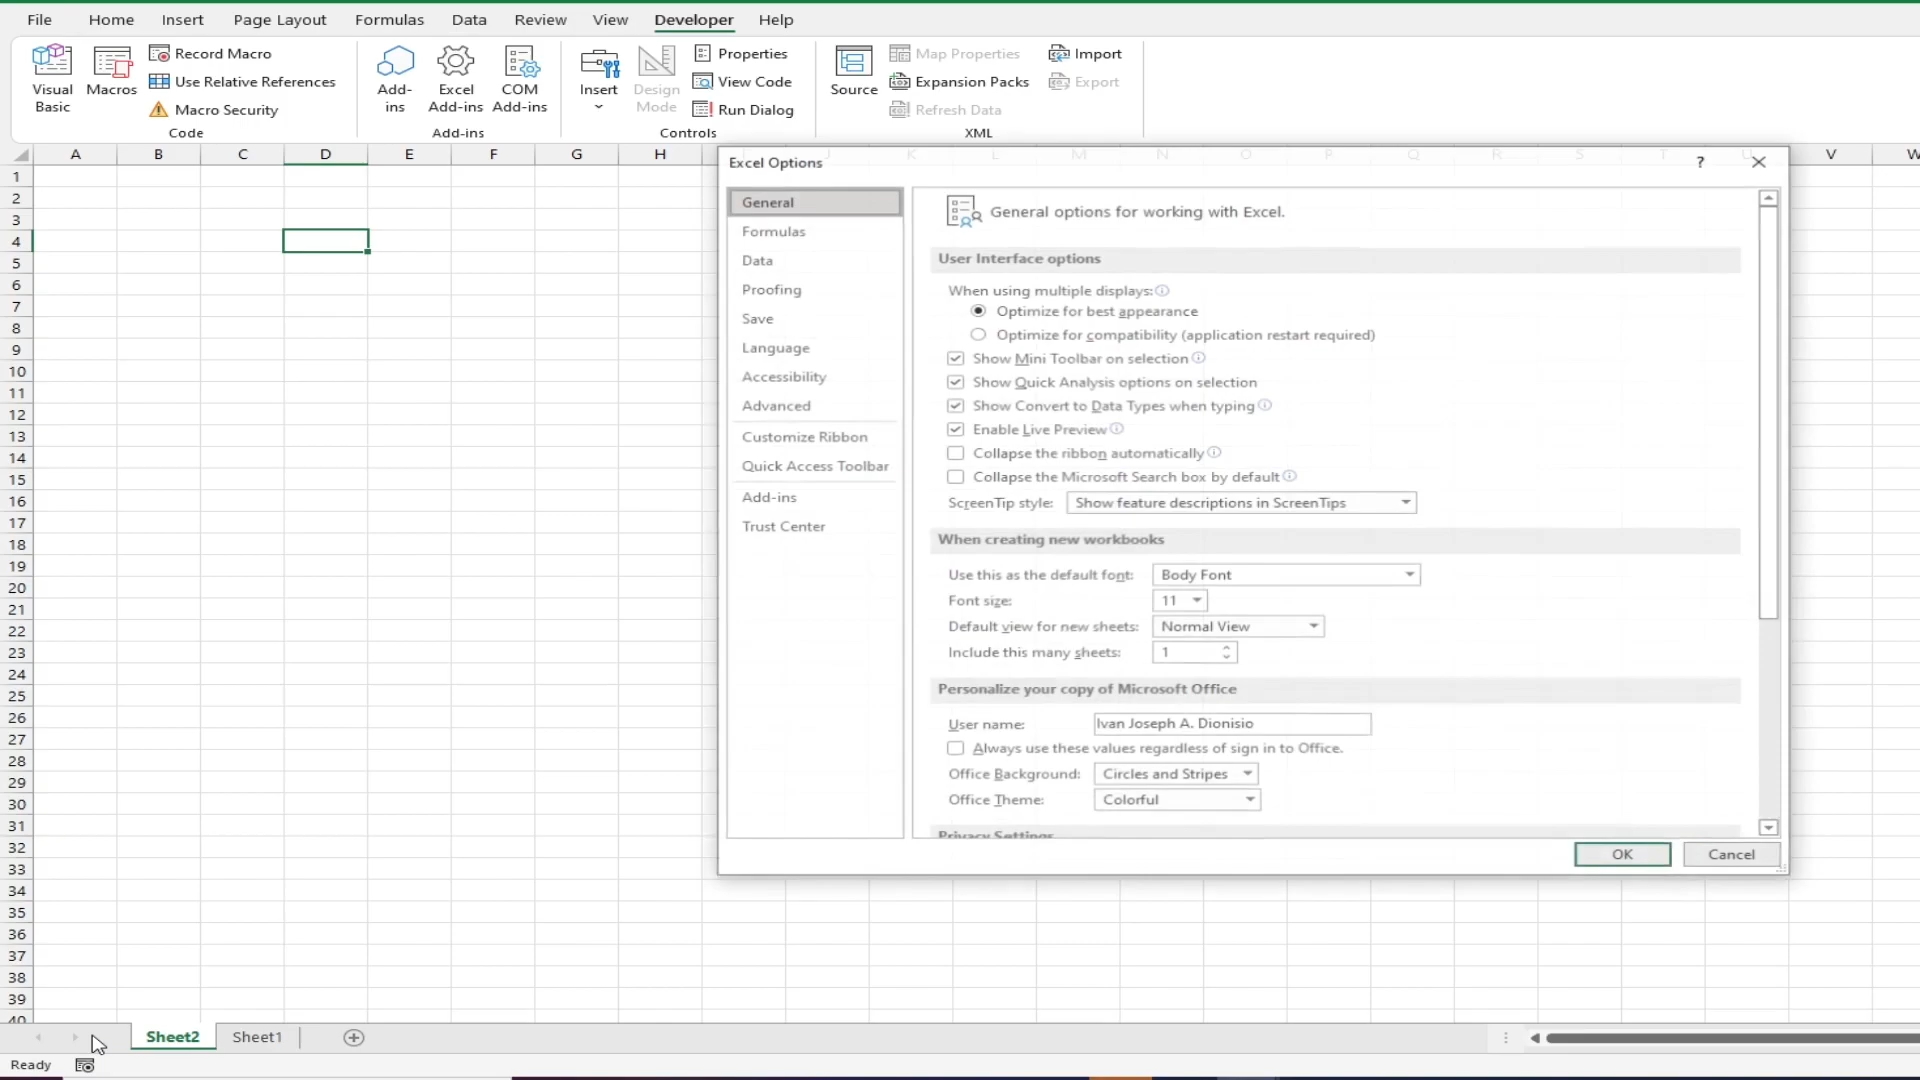 File Home Insert Page Layout Formulas Data Review View Developer Help
Visual Basic
Macros
Record Macro
Use Relative References
Macro Security
Code
Add-ins
Excel Add-ins
COM Add-ins
Add-ins
Insert
Design Mode
Properties
View Code
Run Dialog
Controls
Source
Map Properties
Expansion Packs
Refresh Data
Import
Export
XML
A B C D E F G H J K L M N O P Q R S T U V W
1
2
3
4
5
6
7
8
9
10
11
12
13
14
15
16
17
18
19
20
21
22
23
24
25
26
27
28
29
30
31
32
33
34
35
36
37
38
39
40
Excel Options ?
General
Formulas
Data
Proofing
Save
Language
Accessibility
Advanced
Customize Ribbon
Quick Access Toolbar
Add-ins
Trust Center
General options for working with Excel.
User Interface options
When using multiple displays:
Optimize for best appearance
Optimize for compatibility (application restart required)
Show Mini Toolbar on selection
Show Quick Analysis options on selection
Show Convert to Data Types when typing
Enable Live Preview
Collapse the ribbon automatically
Collapse the Microsoft Search box by default
ScreenTip style: Show feature descriptions in ScreenTips
When creating new workbooks
Use this as the default font: Body Font
Font size: 11
Default view for new sheets: Normal View
Include this many sheets: 1
Personalize your copy of Microsoft Office
User name: Ivan Joseph A. Dionisio
Always use these values regardless of sign in to Office.
Office Background: Circles and Stripes
Office Theme: Colorful
Privacy Settings
OK Cancel
Sheet2 Sheet1
Ready